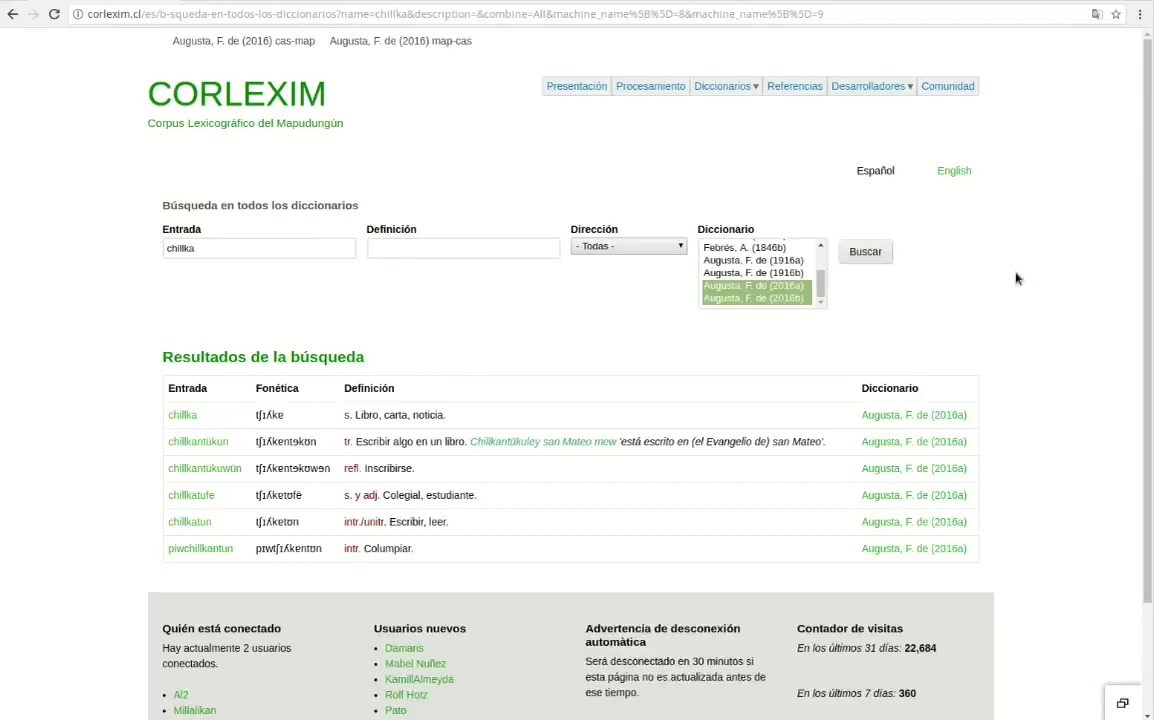 corlexim.cl/es/b-squeda-en-todos-los-diccionarios?name=chillka&description=&combine=All&machine_name%5B%5D=8&machine_name%5B%5D=9
Augusta, F. de (2016) cas-map Augusta, F. de (2016) map-cas
CORLEXIM
Corpus Lexicográfico del Mapudungún
Presentación Procesamiento Diccionarios▾ Referencias Desarrolladores▾ Comunidad
Español English
Búsqueda en todos los diccionarios
Entrada Definición Dirección Diccionario
chillka - Todas - Buscar
Febrés, A. (1846b)
Augusta, F. de (1916a)
Augusta, F. de (1916b)
Augusta, F. de (2016a)
Augusta, F. de (2016b)
Resultados de la búsqueda
Entrada Fonética Definición Diccionario
chillka tʃɪʎkɐ s. Libro, carta, noticia. Augusta, F. de (2016a)
chillkantükun tʃɪʎkɐntɘkʊn tr. Escribir algo en un libro. Chillkantükuley san Mateo mew 'está escrito en (el Evangelio de) san Mateo'. Augusta, F. de (2016a)
chillkantükuwün tʃɪʎkɐntɘkʊwɘn refl. Inscribirse. Augusta, F. de (2016a)
chillkatufe tʃɪʎkɐtʊfë s. y adj. Colegial, estudiante. Augusta, F. de (2016a)
chillkatun tʃɪʎkɐtʊn intr./unitr. Escribir, leer. Augusta, F. de (2016a)
piwchillkantun pɪwtʃɪʎkɐntʊn intr. Columpiar. Augusta, F. de (2016a)
Quién está conectado
Hay actualmente 2 usuarios
conectados.
• Al2
• Millalikan
Usuarios nuevos
• Damaris
• Mabel Nuñez
• KamillAlmeyda
• Rolf Hotz
• Pato
Advertencia de desconexión
automàtica
Será desconectado en 30 minutos si
esta página no es actualizada antes de
ese tiempo.
Contador de visitas
En los últimos 31 días: 22,684
En los últimos 7 días: 360